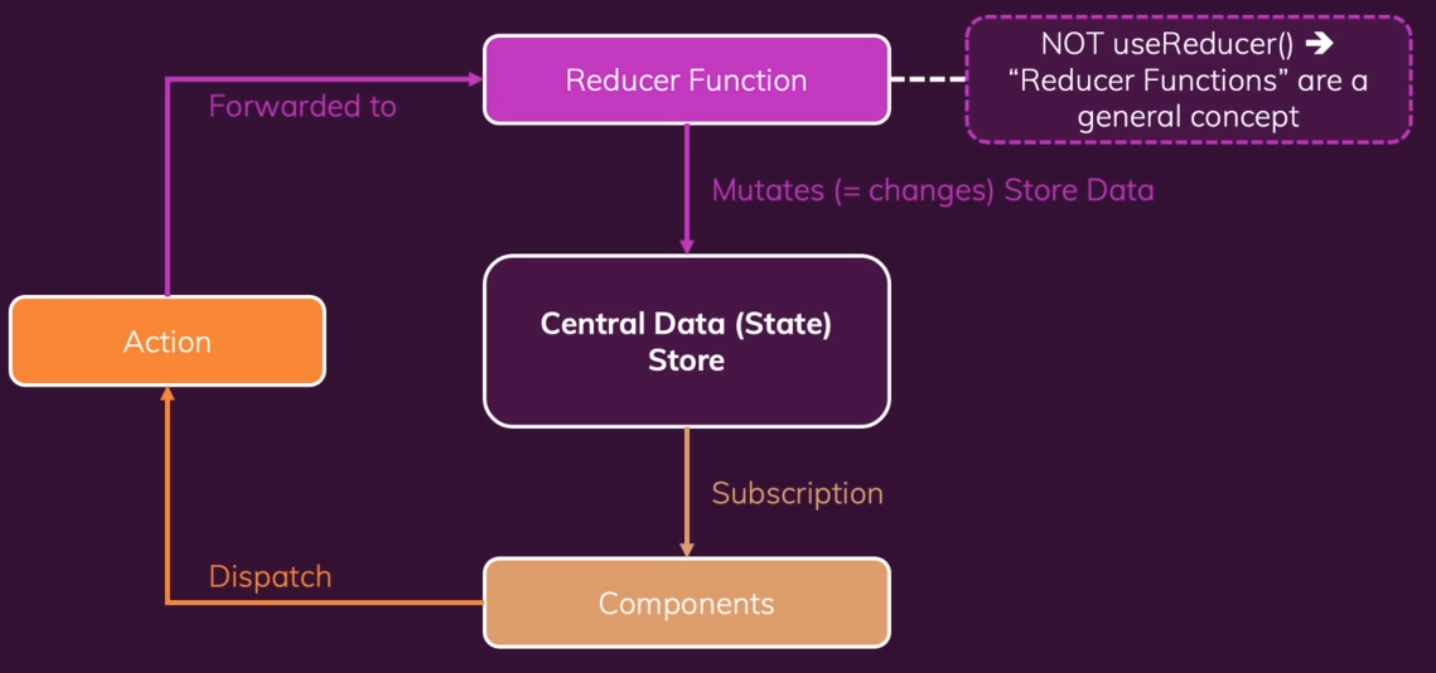 Reducer Function
NOT useReducer() ➔
“Reducer Functions” are a
general concept
Forwarded to
Mutates (= changes) Store Data
Action
Central Data (State)
Store
Subscription
Dispatch
Components